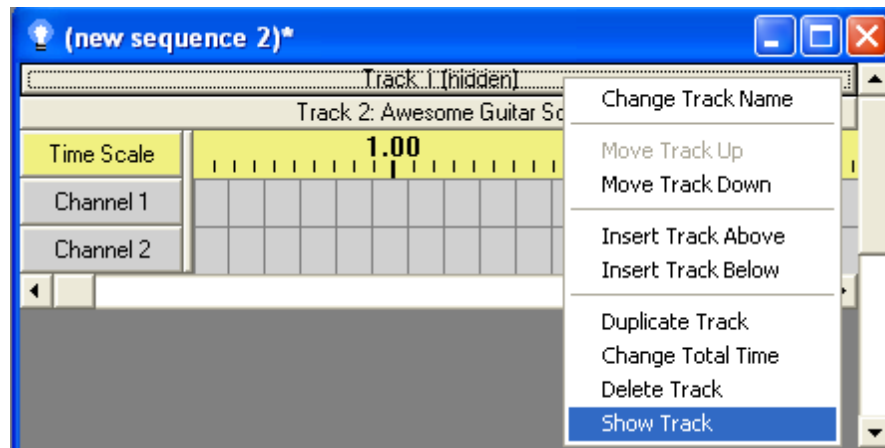 (new sequence 2)*
Track 1 (hidden)
Track 2: Awesome Guitar
Time Scale
1.00
Channel 1
Channel 2
Change Track Name
Move Track Up
Move Track Down
Insert Track Above
Insert Track Below
Duplicate Track
Change Total Time
Delete Track
Show Track